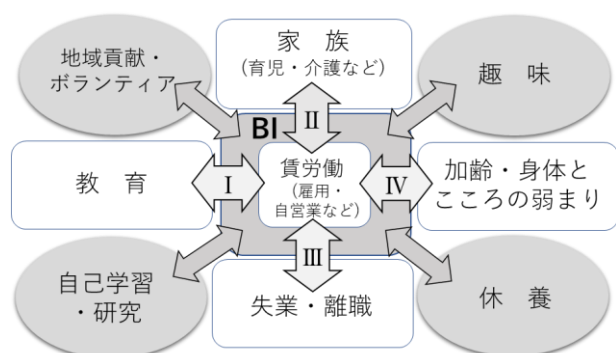 地域貢献・
ボランティア
家　族
(育児・介護など)
趣　味
BI
II
教　育
I
賃労働
(雇用・
自営業など)
IV
加齢・身体と
こころの弱まり
III
自己学習
・研究
失業・離職
休　養